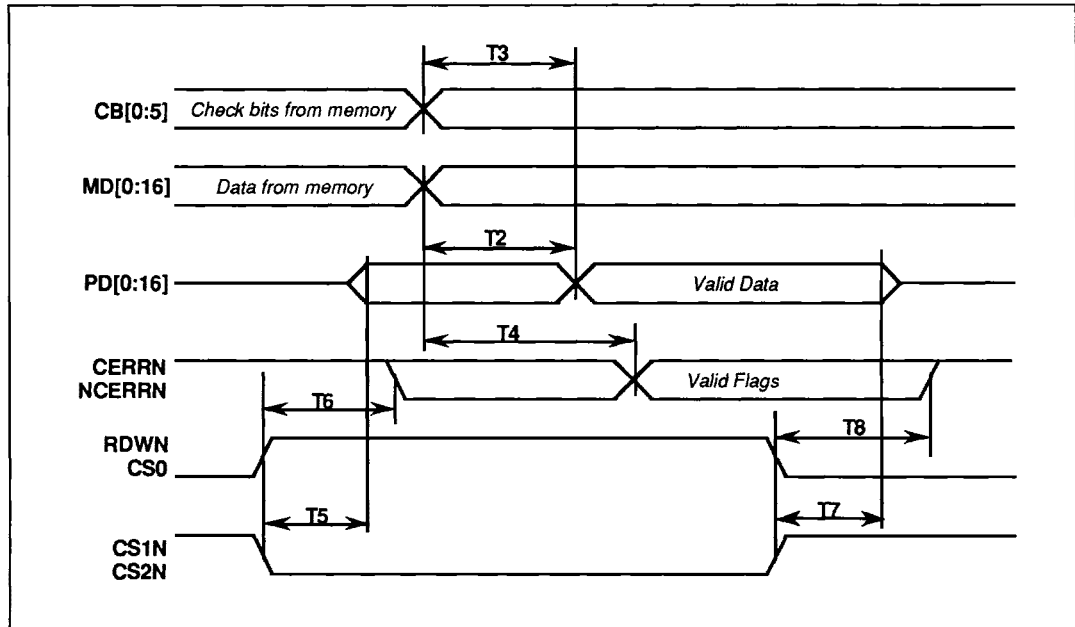 T3
CB[0:5]
Check bits from memory
MD[0:16]
Data from memory
T2
PD[0:16]
Valid Data
T4
CERRN
NCERRN
Valid Flags
T6
T8
RDWN
CS0
T5
T7
CS1N
CS2N